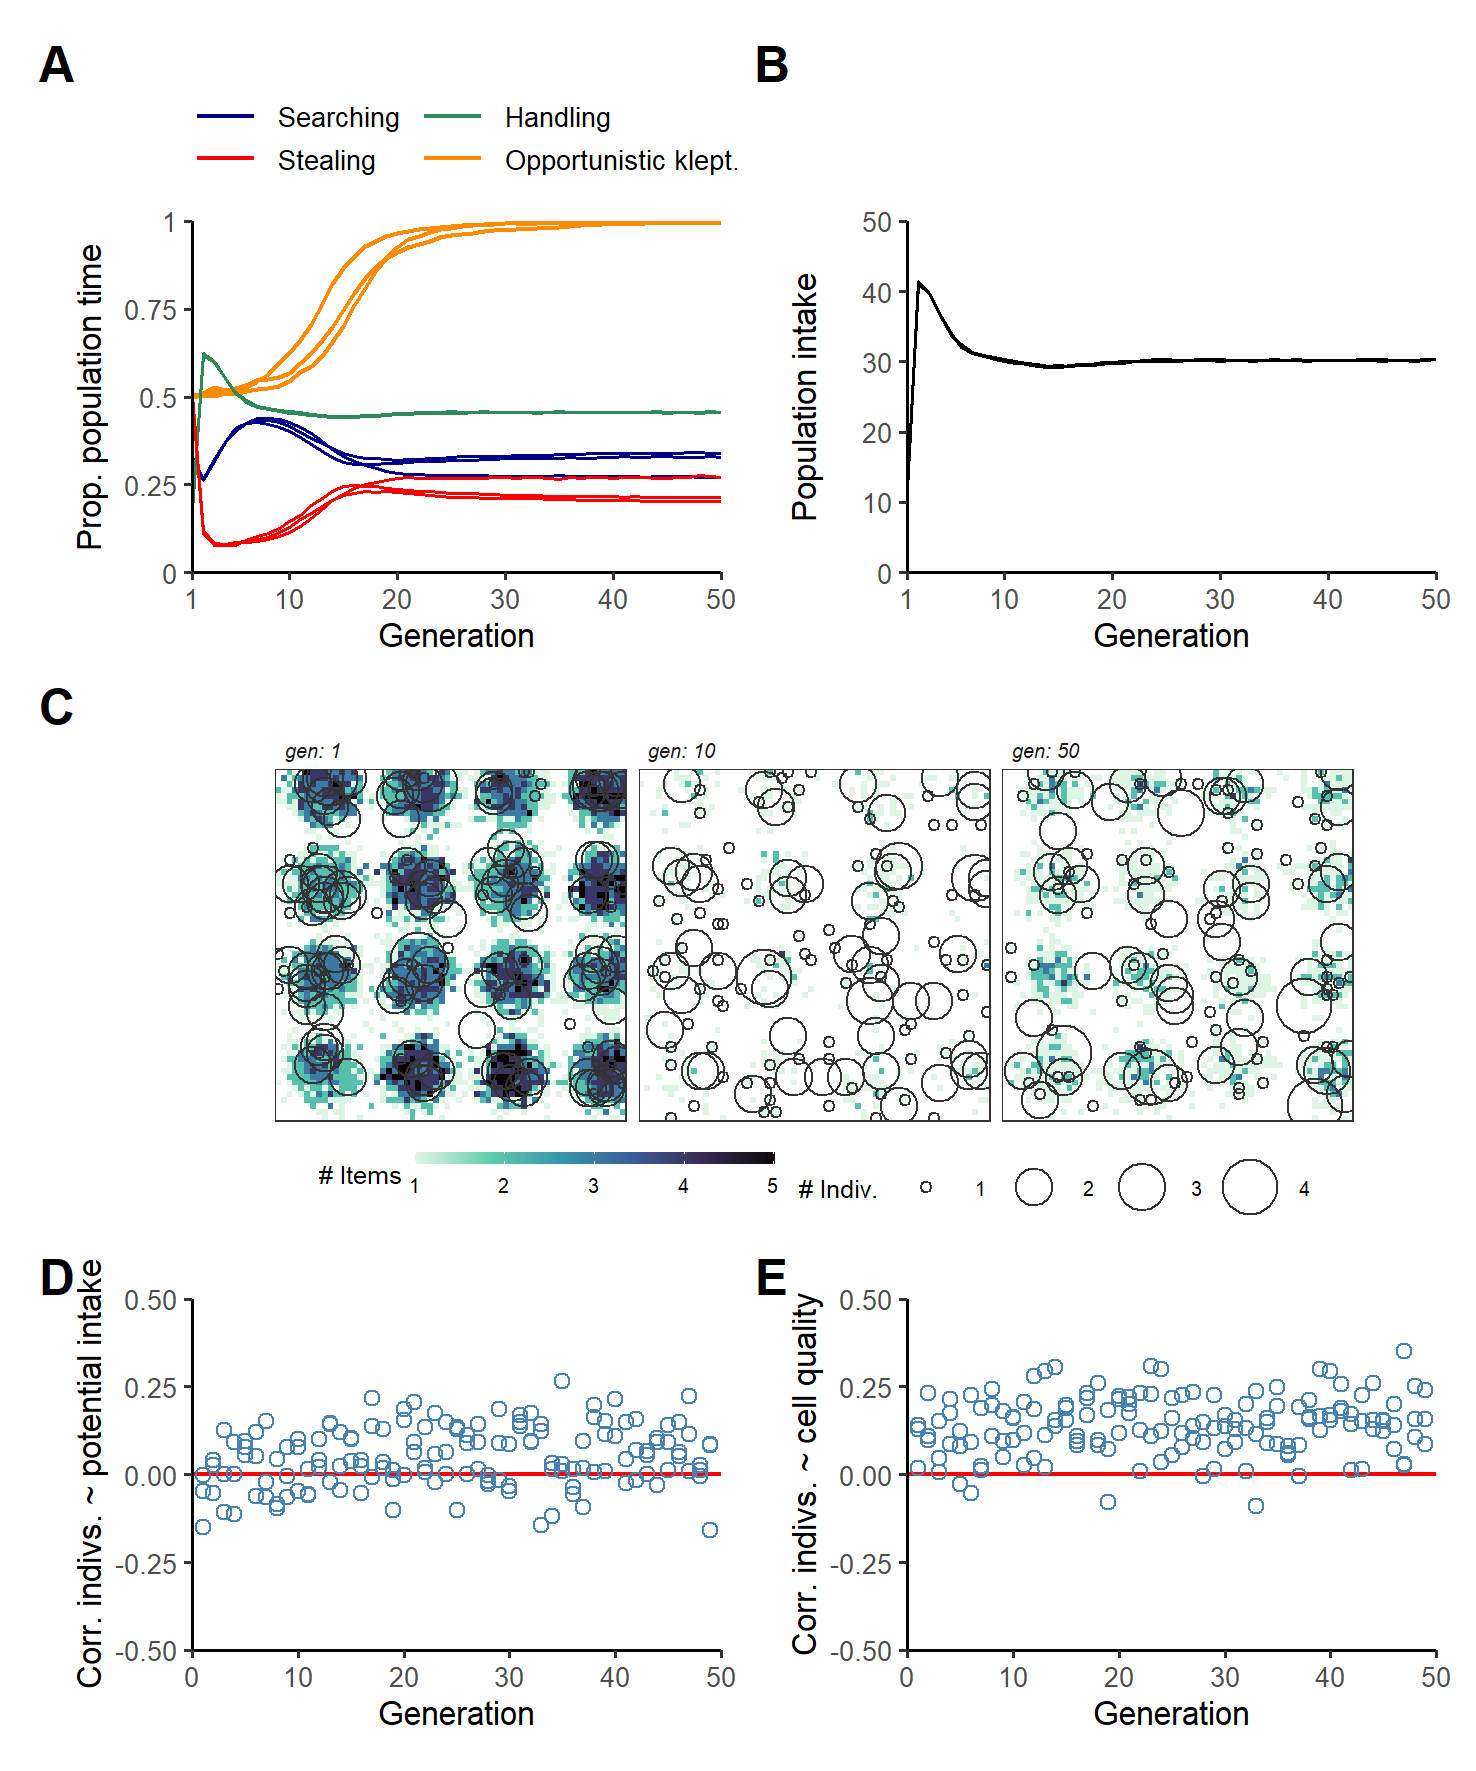 A
B
Searching
Handling
Stealing
Opportunistic klept.
Prop. population time
1
0.75
0.5
0.25
0
1
10
20
30
40
50
Generation
Population intake
50
40
30
20
10
0
1
10
20
30
40
50
Generation
C
gen: 1
gen: 10
gen: 50
# Items
1
2
3
4
5
# Indiv.
1
2
3
4
D
Corr. indivs. ~ potential intake
0.50
0.25
0.00
-0.25
-0.50
0
10
20
30
40
50
Generation
E
Corr. indivs. ~ cell quality
0.50
0.25
0.00
-0.25
-0.50
0
10
20
30
40
50
Generation